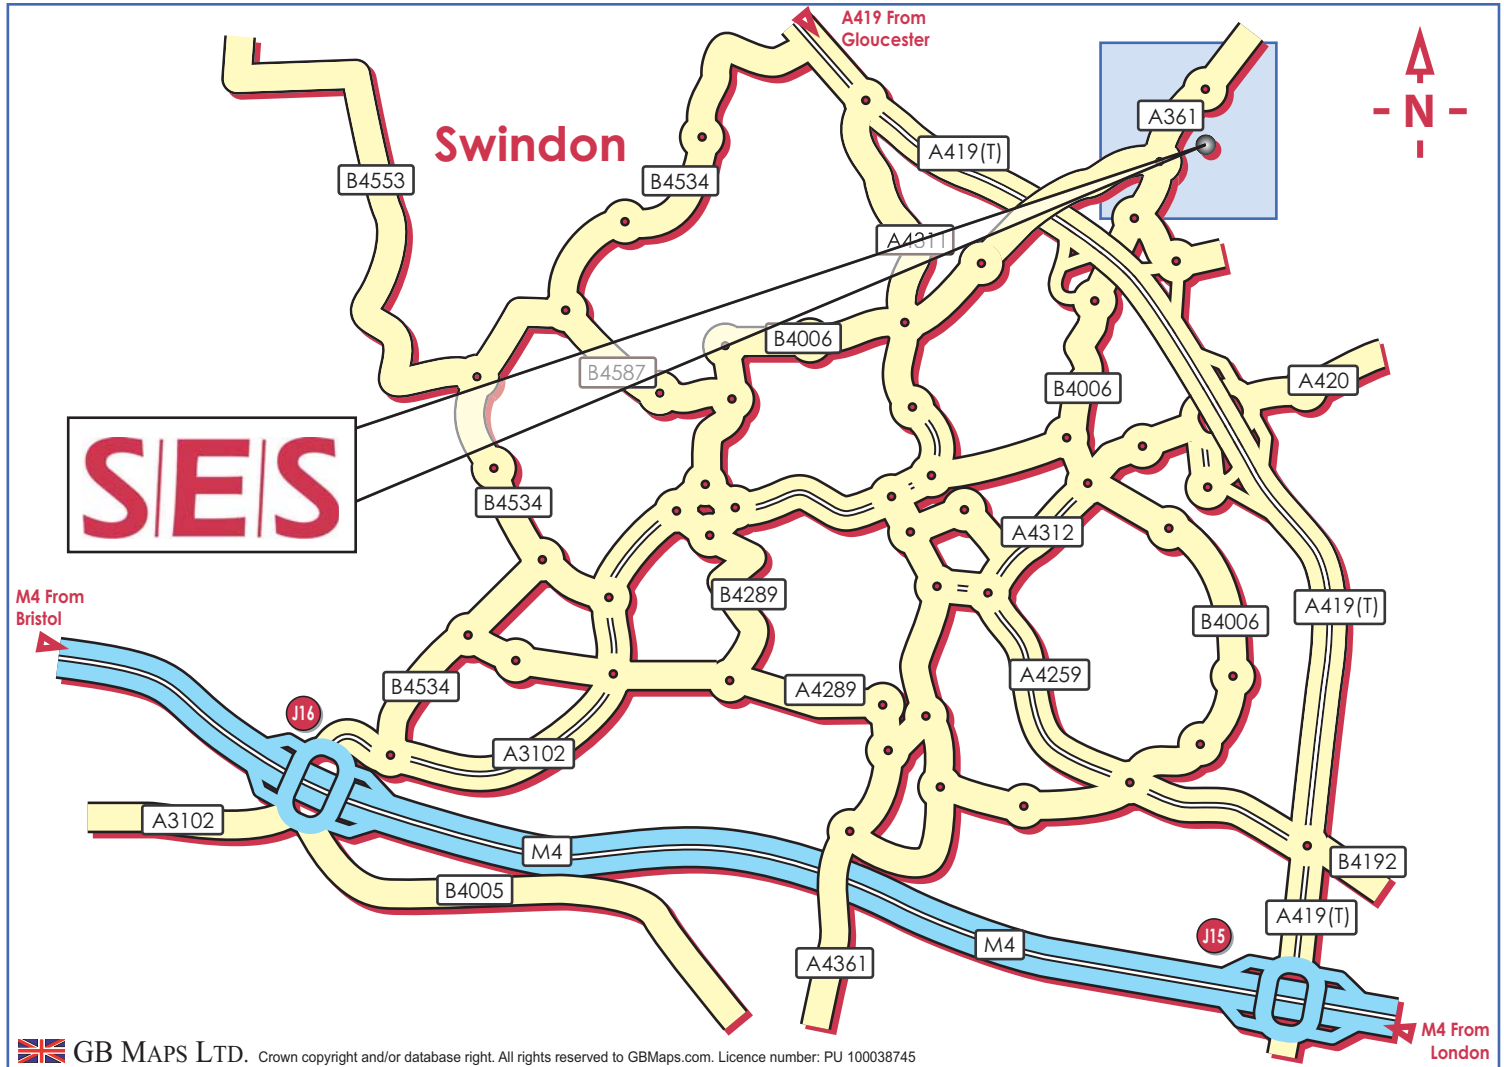 A419 From
Gloucester
N
A361
Swindon
A419(T)
B4553
B4534
A4311
B4006
B4587
B4006
A420
SES
B4534
A4312
M4 From
Bristol
B4289
A419(T)
B4006
B4534
A4289
A4259
J16
A3102
A3102
M4
B4192
B4005
A419(T)
J15
M4
A4361
M4 From
London
GB MAPS LTD. Crown copyright and/or database right. All rights reserved to GBMaps.com. Licence number: PU 100038745